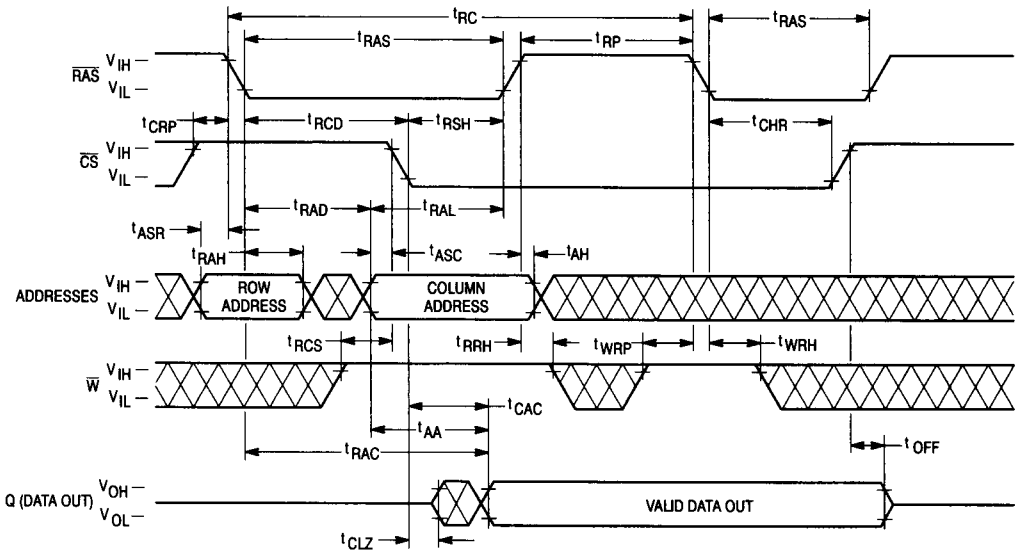 tRC
tRAS
tRP
tRAS
RAS
VIH
VIL
tCRP
tRCD
tRSH
tCHR
CS
VIH
VIL
tRAD
tRAL
tASR
tRAH
tASC
tAH
ADDRESSES
VIH
VIL
ROW
ADDRESS
COLUMN
ADDRESS
tRCS
tRRH
tWRP
tWRH
W
VIH
VIL
tCAC
tAA
tRAC
tOFF
Q (DATA OUT)
VOH
VOL
VALID DATA OUT
tCLZ